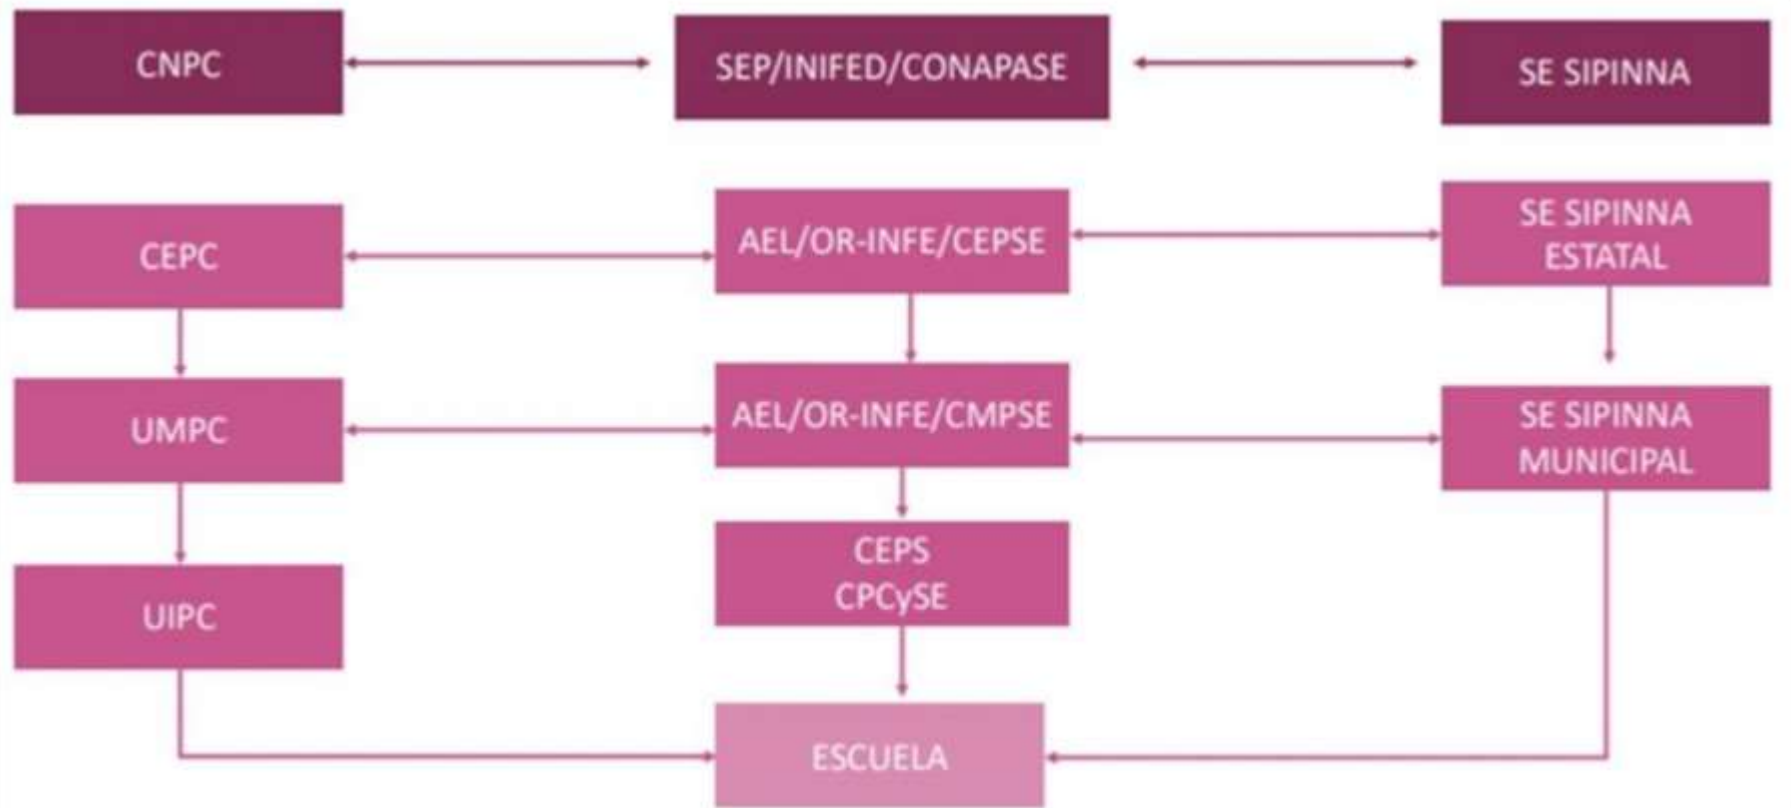 CNPC
SEP/INIFED/CONAPASE
SE SIPINNA
CEPC
AEL/OR-INFE/CEPSE
SE SIPINNA
ESTATAL
UMPC
AEL/OR-INFE/CMPSE
SE SIPINNA
MUNICIPAL
UIPC
CEPS
CPCySE
ESCUELA